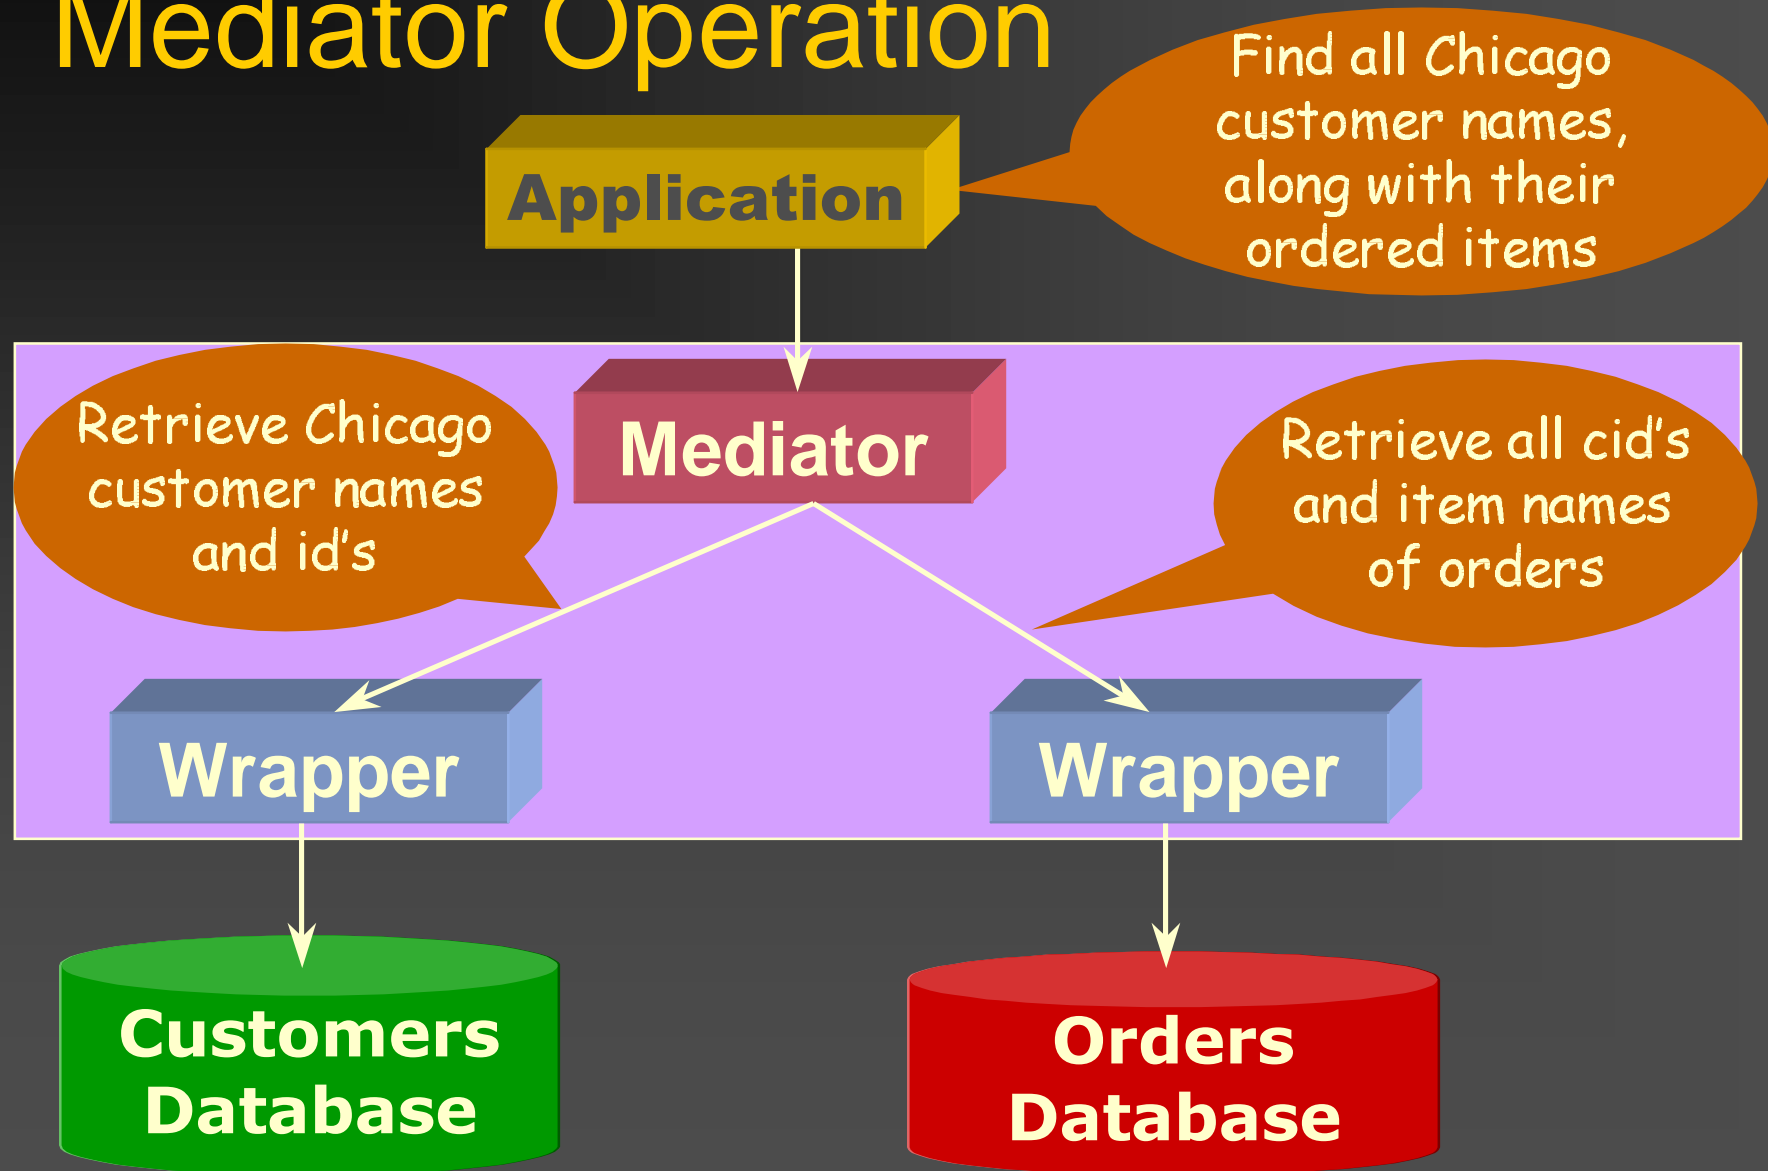 Mediator Operation
Find all Chicago
customer names,
along with their
ordered items
Application
Retrieve Chicago
customer names
and id's
Mediator
Retrieve all cid's
and item names
of orders
Wrapper
Wrapper
Customers
Database
Orders
Database